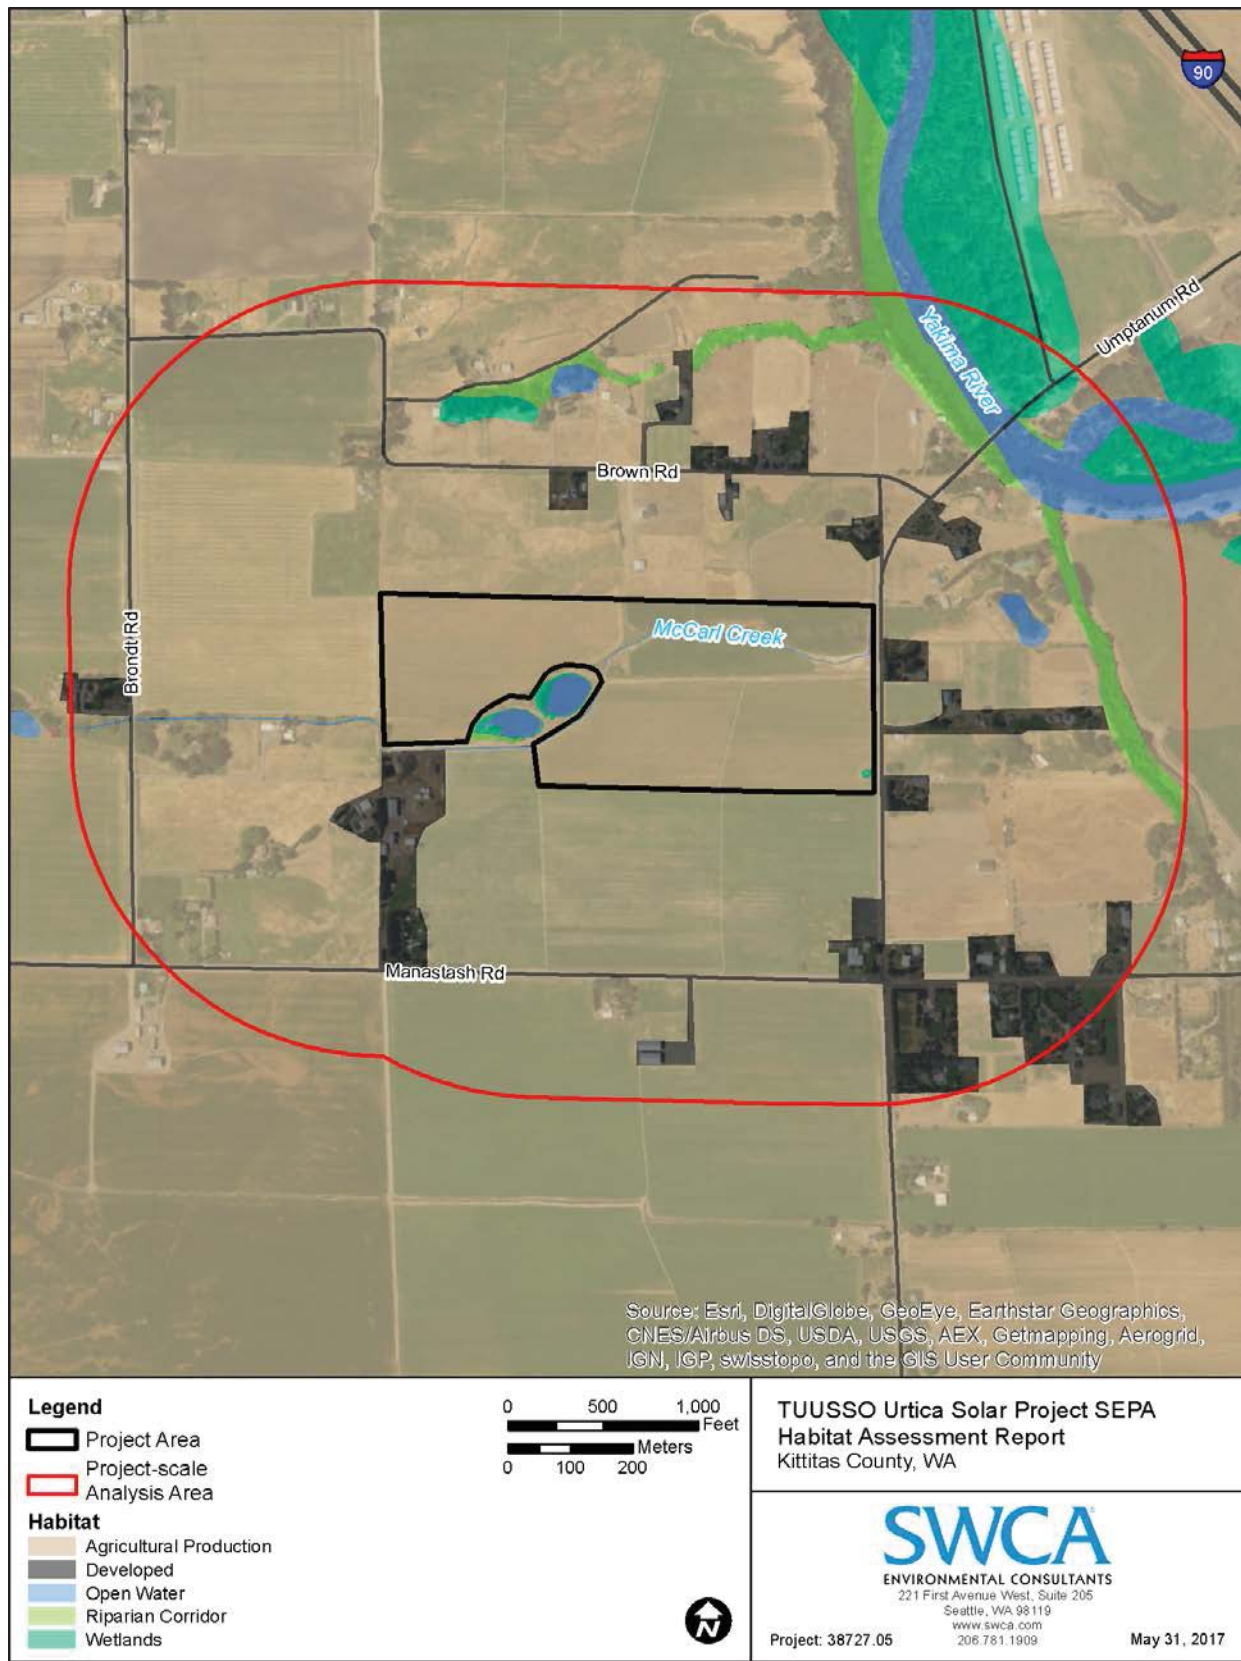 90
Umptanum Rd
Yakima River
Brown Rd
McCarl Creek
Brondt Rd
Manastash Rd
Source: Esri, DigitalGlobe, GeoEye, Earthstar Geographics,
CNES/Airbus DS, USDA, USGS, AEX, Getmapping, Aerogrid,
IGN, IGP, swisstopo, and the GIS User Community
Legend
Project Area
Project-scale
Analysis Area
Habitat
Agricultural Production
Developed
Open Water
Riparian Corridor
Wetlands
0 500 1,000
Feet
Meters
0 100 200
N
TUUSSO Urtica Solar Project SEPA
Habitat Assessment Report
Kittitas County, WA
SWCA
ENVIRONMENTAL CONSULTANTS
221 First Avenue West, Suite 205
Seattle, WA 98119
www.swca.com
206.781.1909
Project: 38727.05
May 31, 2017